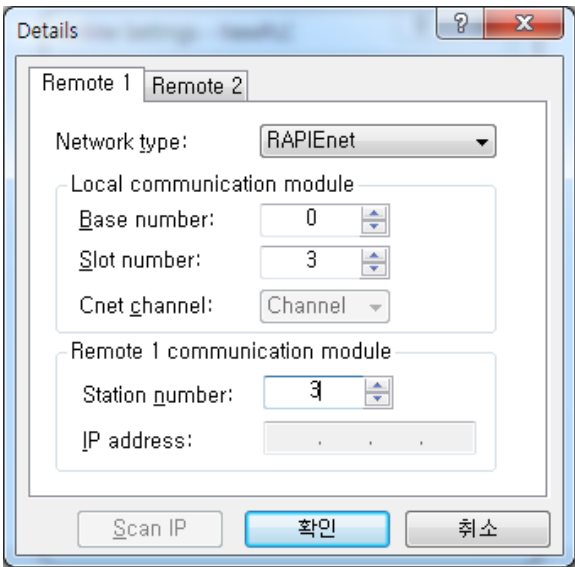 Details
Remote 1 Remote 2
Network type: RAPIEnet
Local communication module
Base number: 0
Slot number: 3
Cnet channel: Channel
Remote 1 communication module
Station number: 3
IP address: . . .
Scan IP 확인 취소